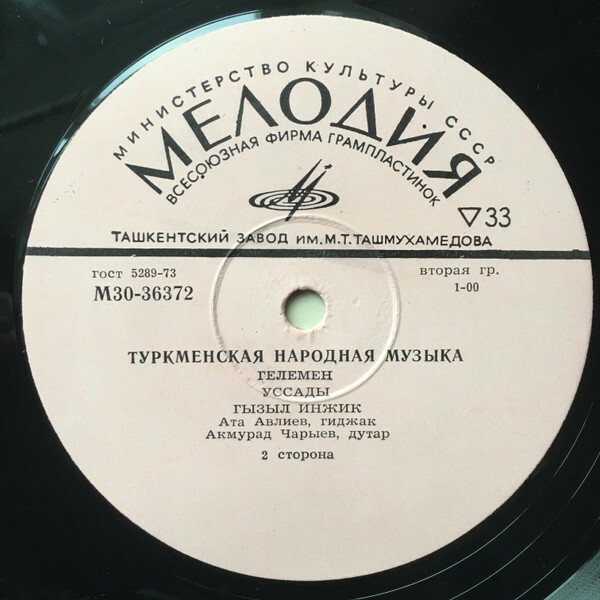 МИНИСТЕРСТВО КУЛЬТУРЫ СССР
МЕЛОДИЯ
ВСЕСОЮЗНАЯ ФИРМА ГРАМПЛАСТИНОК
▽33
ТАШКЕНТСКИЙ ЗАВОД ИМ. М.Т. ТАШМУХАМЕДОВА
гост 5289-73
вторая гр.
М30-36372
1-00
ТУРКМЕНСКАЯ НАРОДНАЯ МУЗЫКА
ГЕЛЕМЕН
УССАДЫ
ГЫЗЫЛ ИНЖИК
Ата Авлиев, гиджак
Акмурад Чарыев, дутар
2 сторона